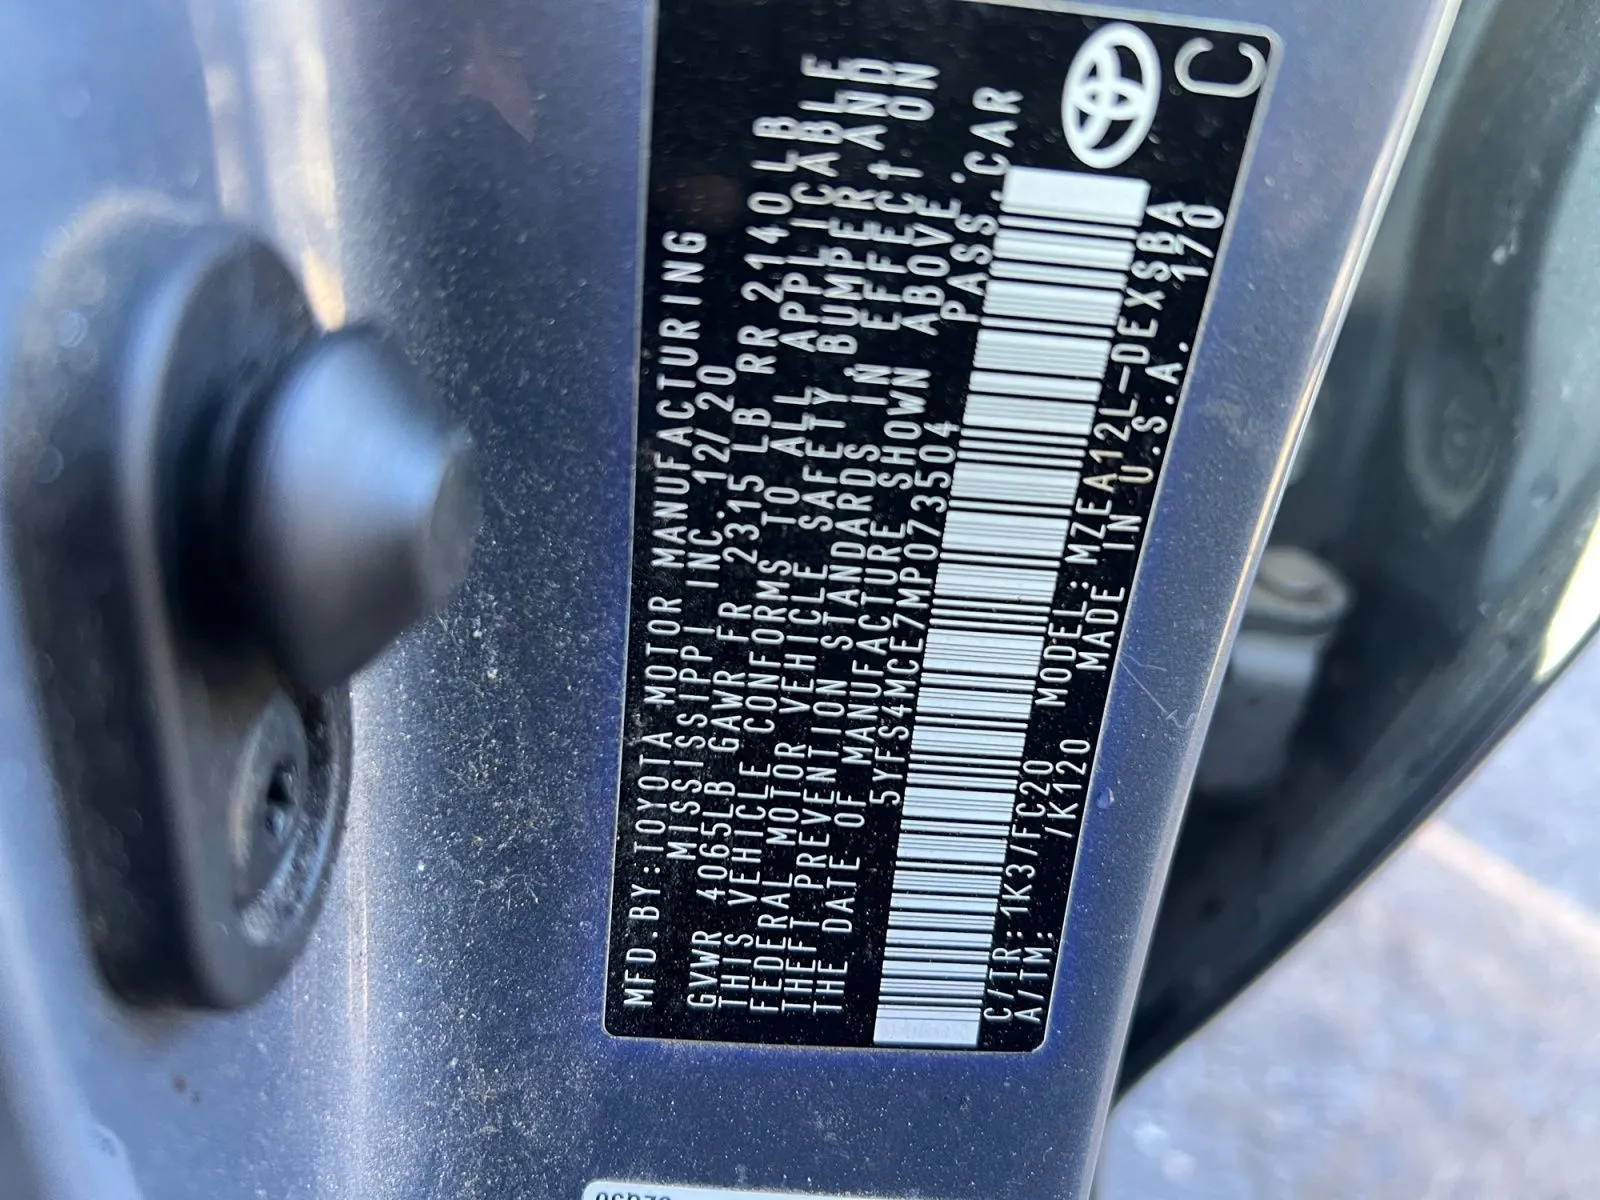 MFD.BY:TOYOTA MOTOR MANUFACTURING
MISSISSIPPI INC. 12/20
GVWR 4065LB GAWR FR 2315 LB RR 2140 LB
THIS VEHICLE CONFORMS TO ALL APPLICABLE
FEDERAL MOTOR VEHICLE SAFETY BUMPER AND
THEFT PREVENTION STANDARDS IN EFFECT ON
THE DATE OF MANUFACTURE SHOWN ABOVE.
5YFS4MCE7MP073504 PASS.CAR
C/TR:1K3/FC20 MODEL:MZEA12L-DEXSBA
A/TM: /K120 MADE IN U.S.A. 170
C